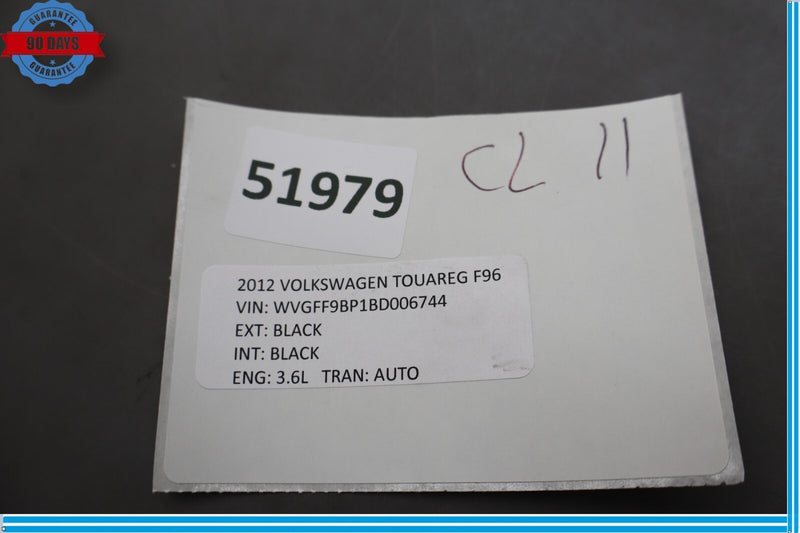 GUARANTEE
90 DAYS
GUARANTEE
51979
CL 11
2012 VOLKSWAGEN TOUAREG F96
VIN: WVGFF9BP1BD006744
EXT: BLACK
INT: BLACK
ENG: 3.6L TRAN: AUTO